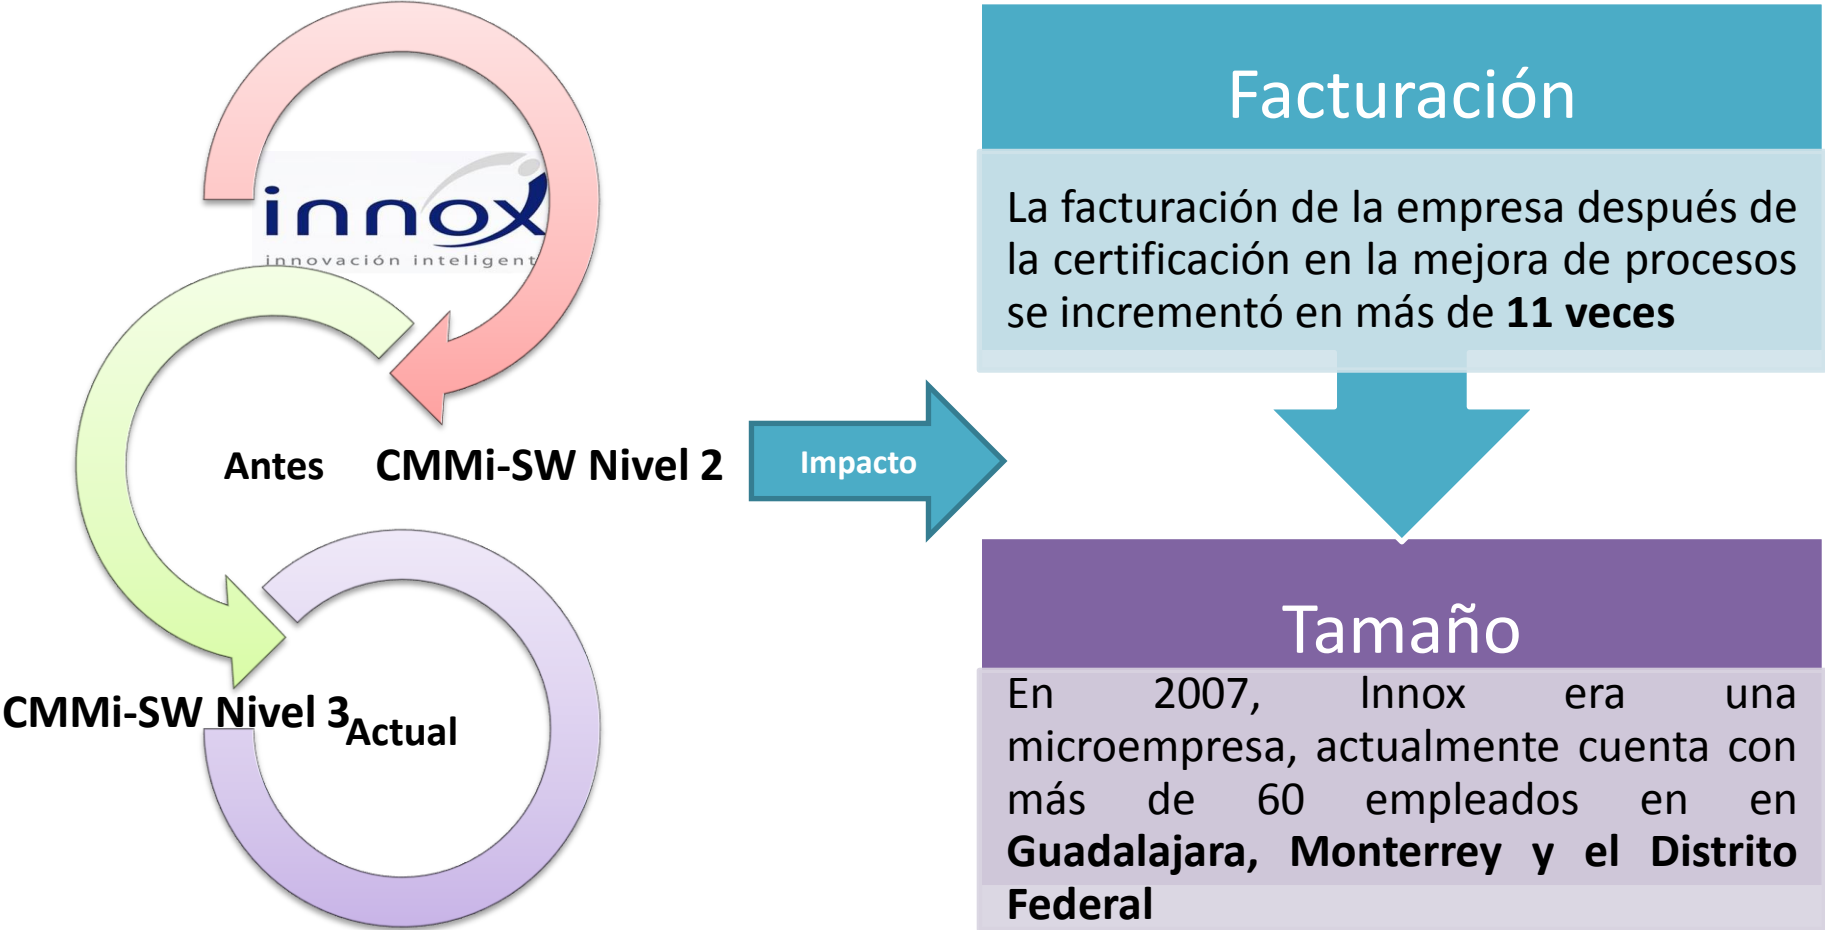 innox
innovación inteligent
Antes
CMMi-SW Nivel 2
CMMi-SW Nivel 3
Actual
Impacto
Facturación
La facturación de la empresa después de
la certificación en la mejora de procesos
se incrementó en más de 11 veces
Tamaño
En 2007, Innox era una
microempresa, actualmente cuenta con
más de 60 empleados en en
Guadalajara, Monterrey y el Distrito
Federal